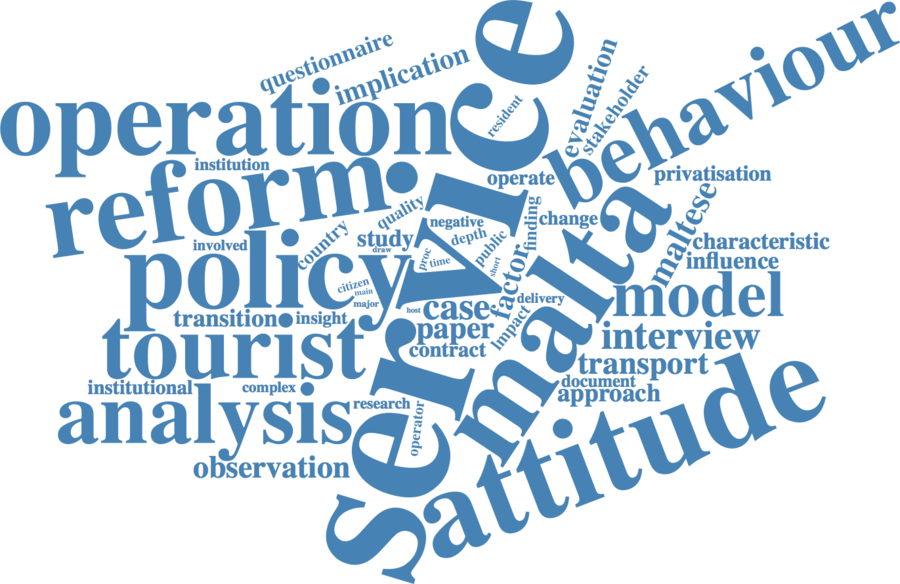 questionnaire
implication
operation
service
behaviour
evaluation
stakeholder
resident
institution
operate
privatisation
reform
quality
negative
finding
change
maltese
malta
involved
country
study
draw
depth
public
short
proc
time
factor
characteristic
influence
policy
citizen
main
major
host
case
delivery
model
transition
insight
paper
Impact
interview
tourist
contract
transport
institutional
complex
document
approach
analysis
research
operator
observation
attitude